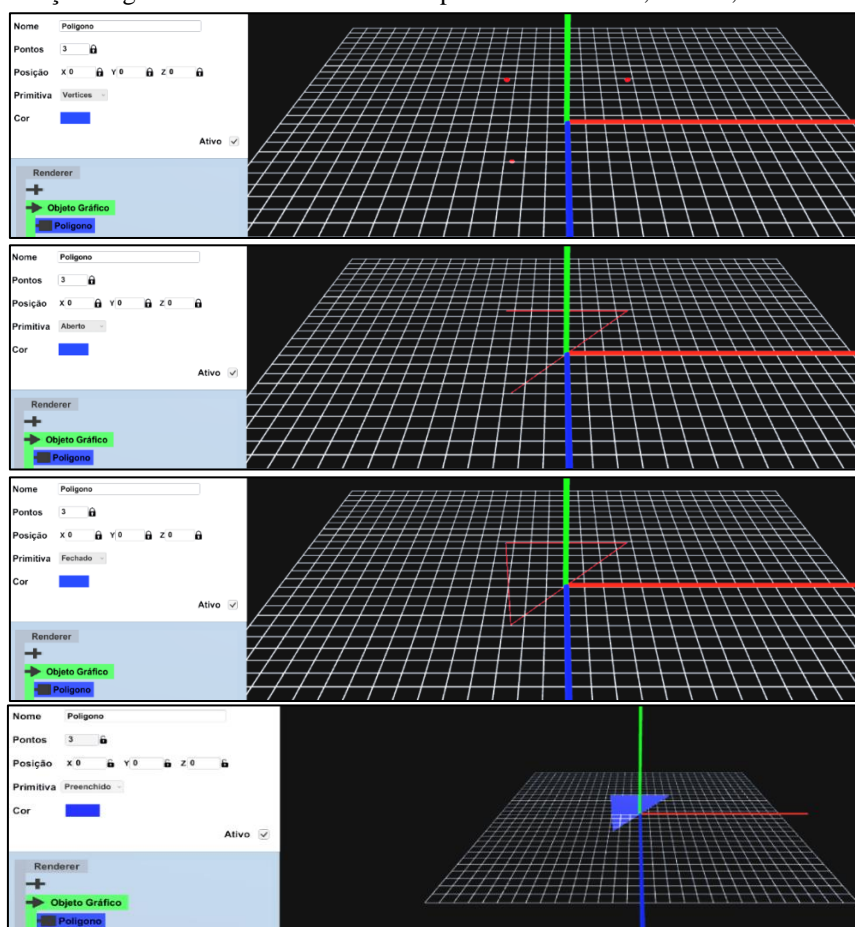 Nome Poligono
Pontos 3
Posição X 0 Y 0 Z 0
Primitiva Vertices
Cor
Ativo
Renderer
Objeto Gráfico
Poligono
Nome Poligono
Pontos 3
Posição X 0 Y 0 Z 0
Primitiva Aberto
Cor
Ativo
Renderer
Objeto Gráfico
Poligono
Nome Poligono
Pontos 3
Posição X 0 Y 0 Z 0
Primitiva Fechado
Cor
Ativo
Renderer
Objeto Gráfico
Poligono
Nome Poligono
Pontos 3
Posição X 0 Y 0 Z 0
Primitiva Preenchido
Cor
Ativo
Renderer
Objeto Gráfico
Poligono